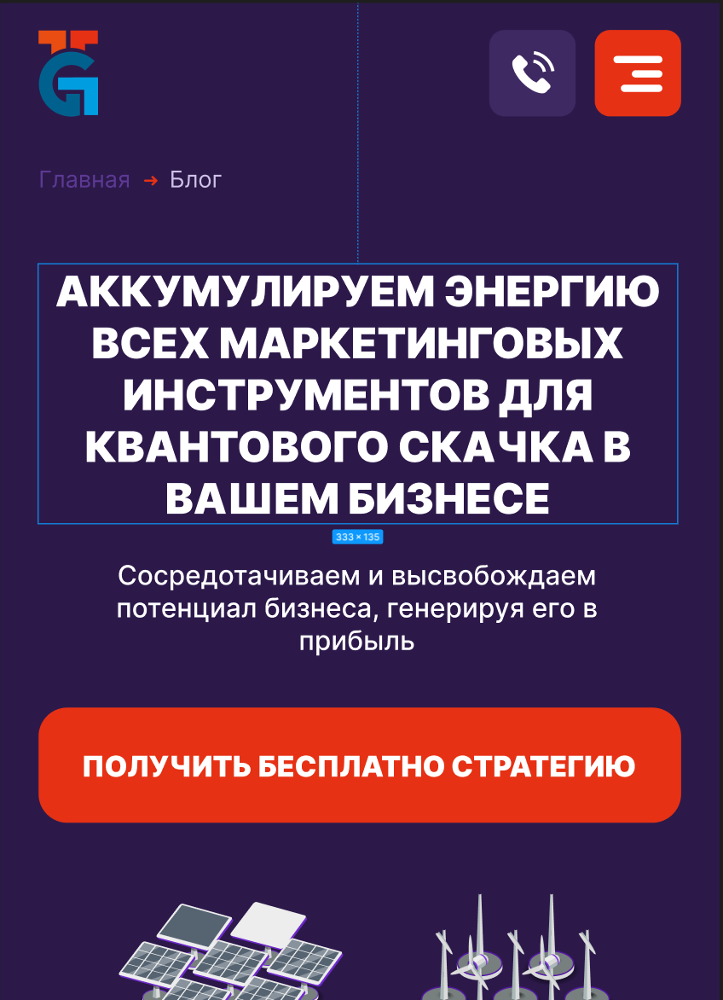 Главная ➔ Блог
АККУМУЛИРУЕМ ЭНЕРГИЮ
ВСЕХ МАРКЕТИНГОВЫХ
ИНСТРУМЕНТОВ ДЛЯ
КВАНТОВОГО СКАЧКА В
ВАШЕМ БИЗНЕСЕ
333 × 135
Сосредотачиваем и высвобождаем
потенциал бизнеса, генерируя его в
прибыль
ПОЛУЧИТЬ БЕСПЛАТНО СТРАТЕГИЮ